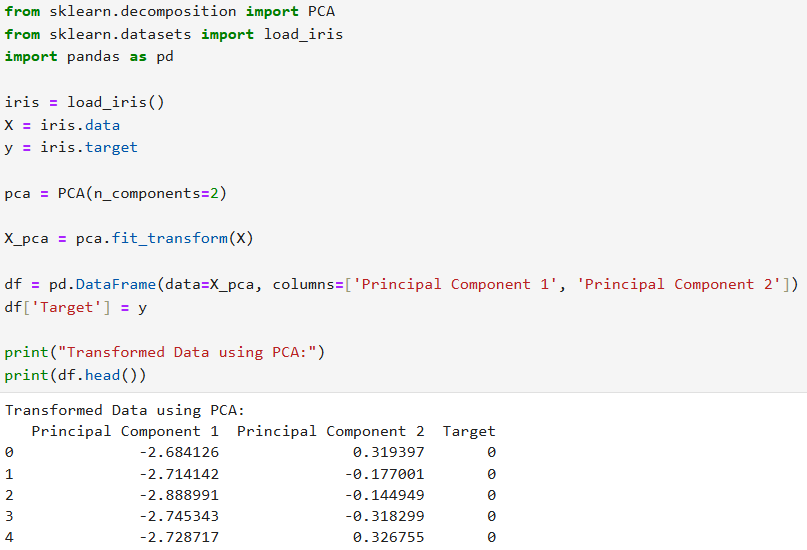 from sklearn.decomposition import PCA
from sklearn.datasets import load_iris
import pandas as pd
iris = load_iris()
X = iris.data
y = iris.target
pca = PCA(n_components=2)
X_pca = pca.fit_transform(X)
df = pd.DataFrame(data=X_pca, columns=['Principal Component 1', 'Principal Component 2'])
df['Target'] = y
print("Transformed Data using PCA:")
print(df.head())
Transformed Data using PCA:
   Principal Component 1  Principal Component 2  Target
0              -2.684126               0.319397       0
1              -2.714142              -0.177001       0
2              -2.888991              -0.144949       0
3              -2.745343              -0.318299       0
4              -2.728717               0.326755       0